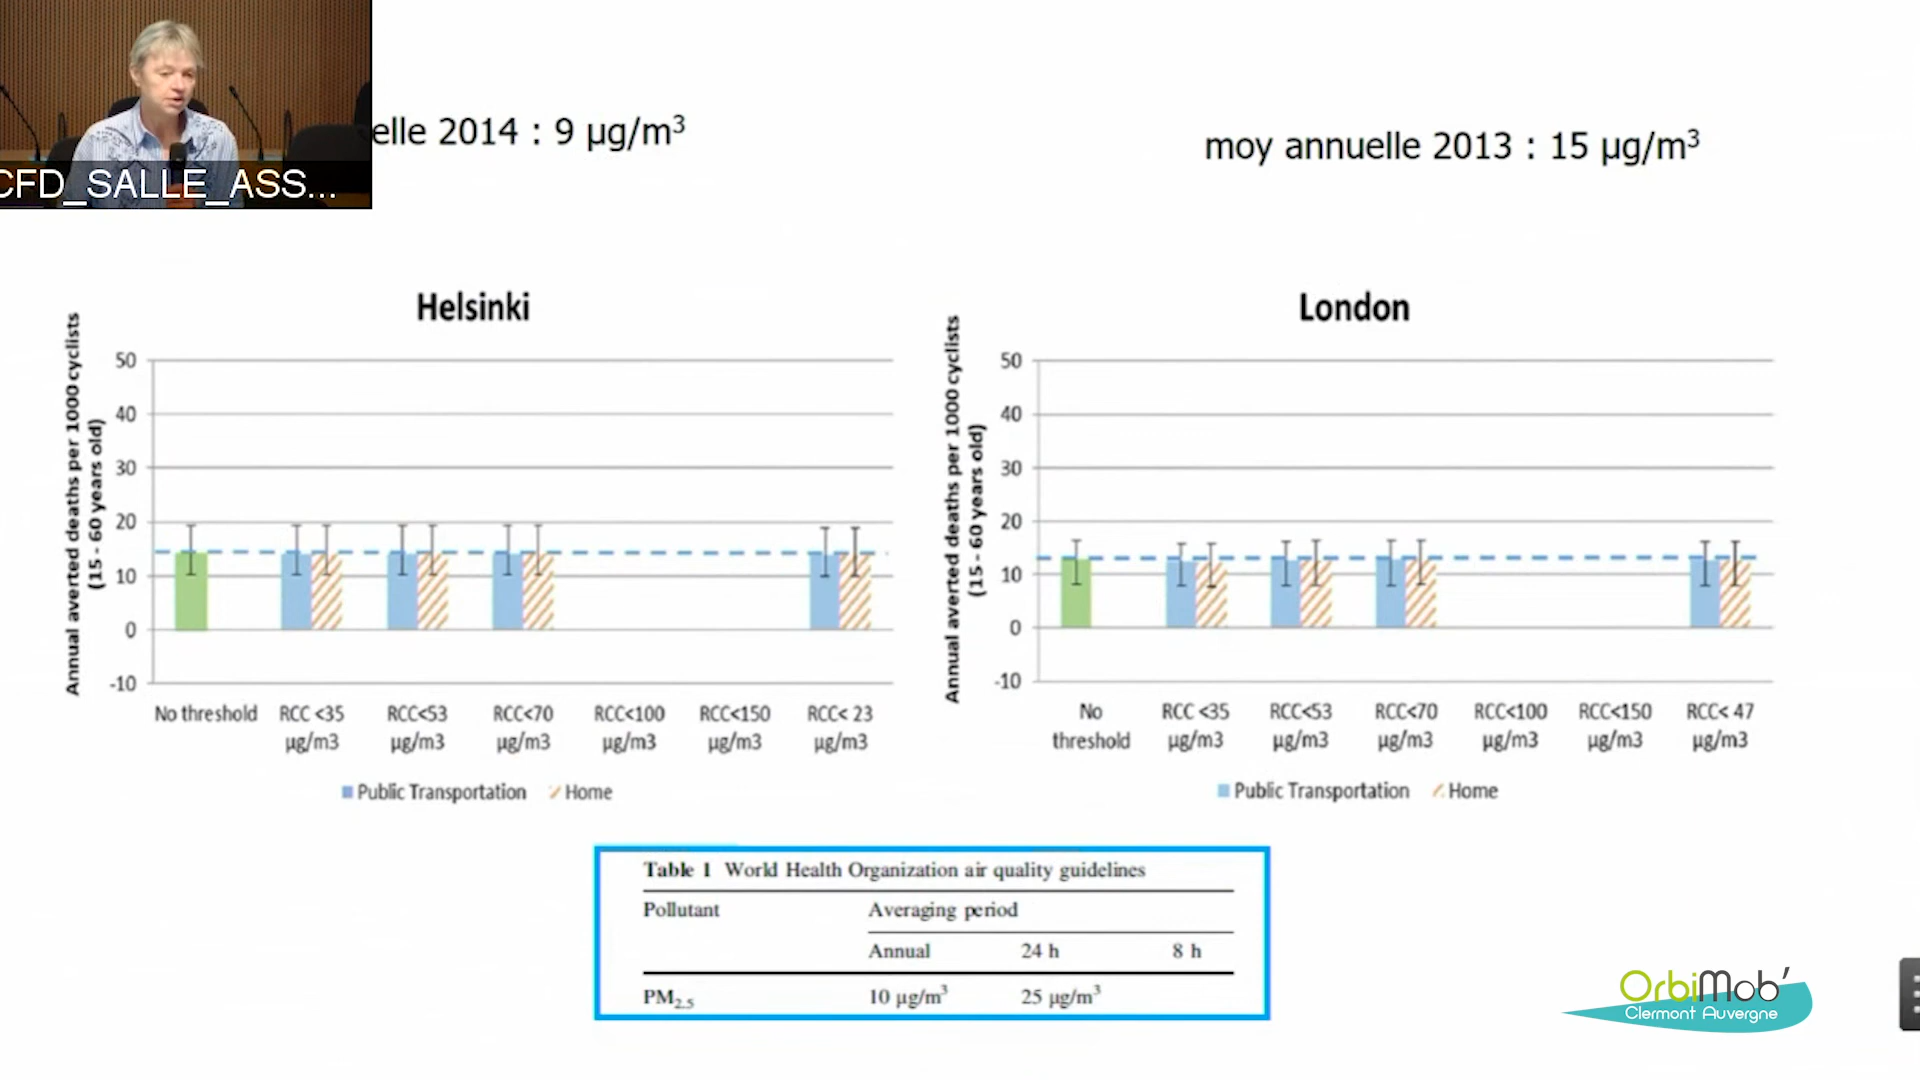 CFD_SALLE_ASS...
elle 2014 : 9 µg/m³
moy annuelle 2013 : 15 µg/m³
Helsinki
Annual averted deaths per 1000 cyclists
(15 - 60 years old)
50
40
30
20
10
0
-10
No threshold
RCC <35
µg/m3
RCC<53
µg/m3
RCC<70
µg/m3
RCC<100
µg/m3
RCC<150
µg/m3
RCC< 23
µg/m3
Public Transportation
Home
London
Annual averted deaths per 1000 cyclists
(15 - 60 years old)
50
40
30
20
10
0
-10
No
threshold
RCC <35
µg/m3
RCC<53
µg/m3
RCC<70
µg/m3
RCC<100
µg/m3
RCC<150
µg/m3
RCC< 47
µg/m3
Public Transportation
Home
Table 1 World Health Organization air quality guidelines
Pollutant Averaging period
Annual 24 h 8 h
PM2.5 10 µg/m³ 25 µg/m³
OrbiMob'
Clermont Auvergne